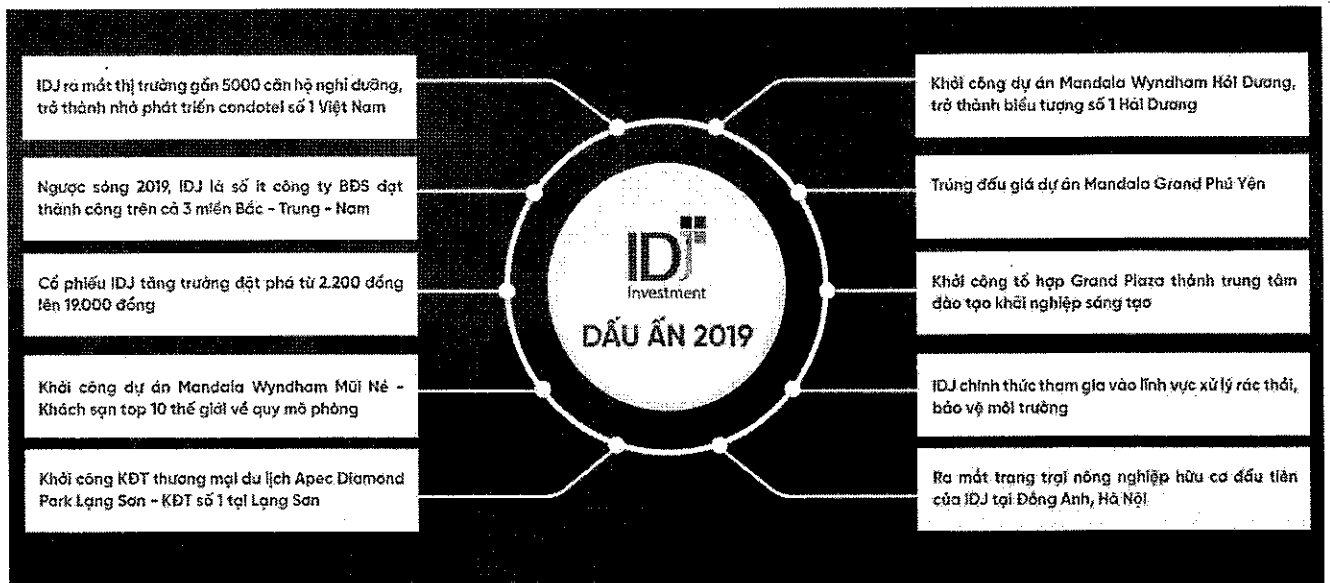 IDJ ra mắt thị trường gần 5000 căn hộ nghỉ dưỡng,
trở thành nhà phát triển condotel số 1 Việt Nam
Ngược sóng 2019, IDJ là số ít công ty BĐS đạt
thành công trên cả 3 miền Bắc - Trung - Nam
Cổ phiếu IDJ tăng trưởng đột phá từ 2.200 đồng
lên 19.000 đồng
Khởi công dự án Mandala Wyndham Mũi Né -
Khách sạn top 10 thế giới về quy mô phòng
Khởi công KĐT thương mại du lịch Apec Diamond
Park Lạng Sơn - KĐT số 1 tại Lạng Sơn
IDJ
Investment
DẤU ẤN 2019
Khởi công dự án Mandala Wyndham Hải Dương,
trở thành biểu tượng số 1 Hải Dương
Trúng đấu giá dự án Mandala Grand Phú Yên
Khởi công tổ hợp Grand Plaza thành trung tâm
đào tạo khởi nghiệp sáng tạo
IDJ chính thức tham gia vào lĩnh vực xử lý rác thải,
bảo vệ môi trường
Ra mắt trang trại nông nghiệp hữu cơ đầu tiên
của IDJ tại Đông Anh, Hà Nội